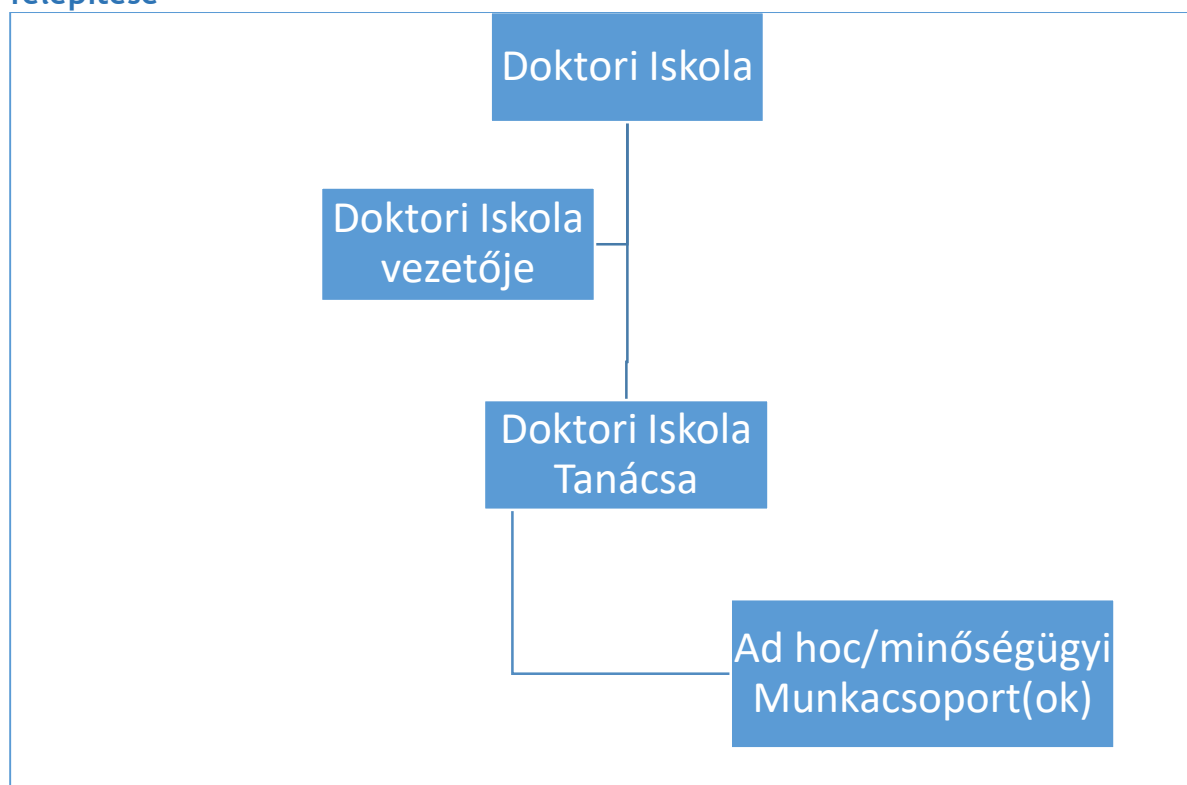 Doktori Iskola
Doktori Iskola
vezetője
Doktori Iskola
Tanácsa
Ad hoc/minőségügyi
Munkacsoport(ok)